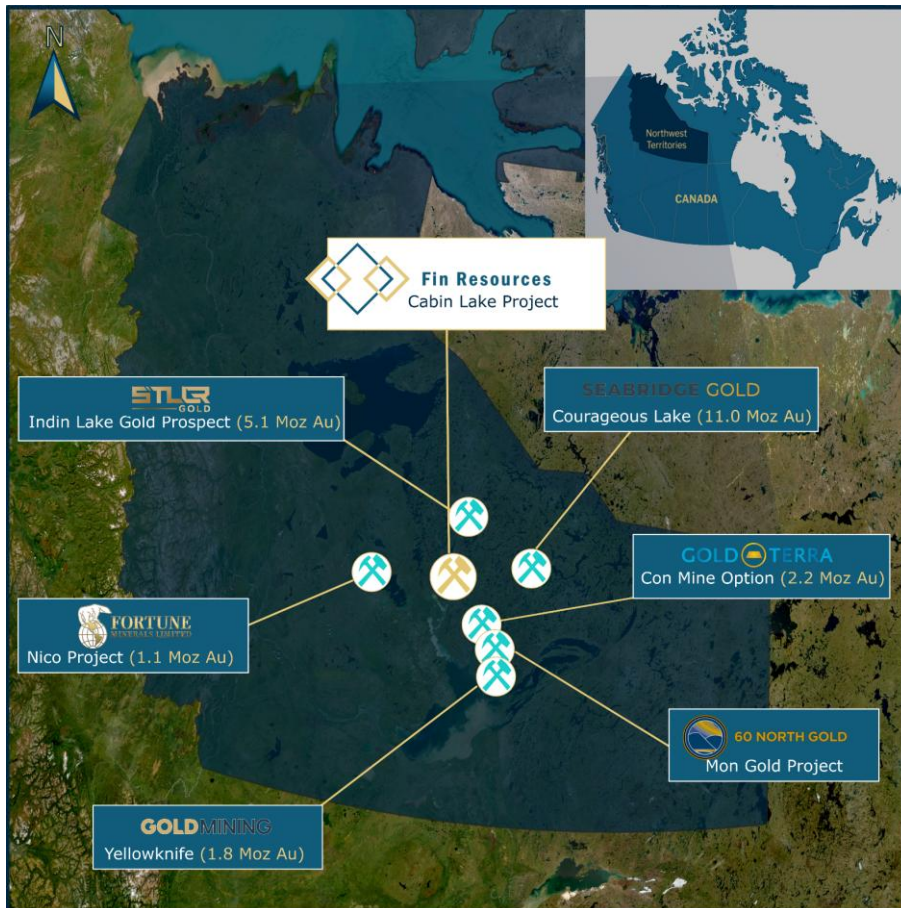 N
Northwest
Territories
CANADA
Fin Resources
Cabin Lake Project
STLLR
GOLD
Indin Lake Gold Prospect (5.1 Moz Au)
SEABRIDGE GOLD
Courageous Lake (11.0 Moz Au)
GOLD TERRA
Con Mine Option (2.2 Moz Au)
FORTUNE
MINERALS LIMITED
Nico Project (1.1 Moz Au)
60 NORTH GOLD
Mon Gold Project
GOLDMINING
Yellowknife (1.8 Moz Au)